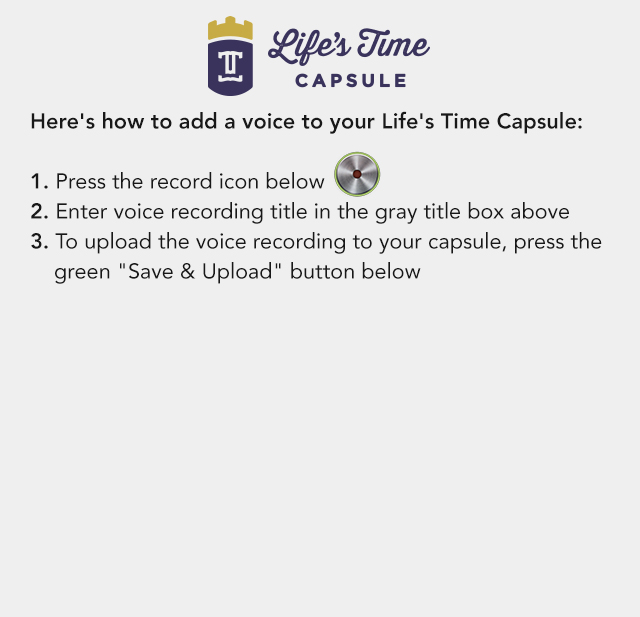 Life's Time
CAPSULE
Here's how to add a voice to your Life's Time Capsule:
1. Press the record icon below
2. Enter voice recording title in the gray title box above
3. To upload the voice recording to your capsule, press the
green "Save & Upload" button below